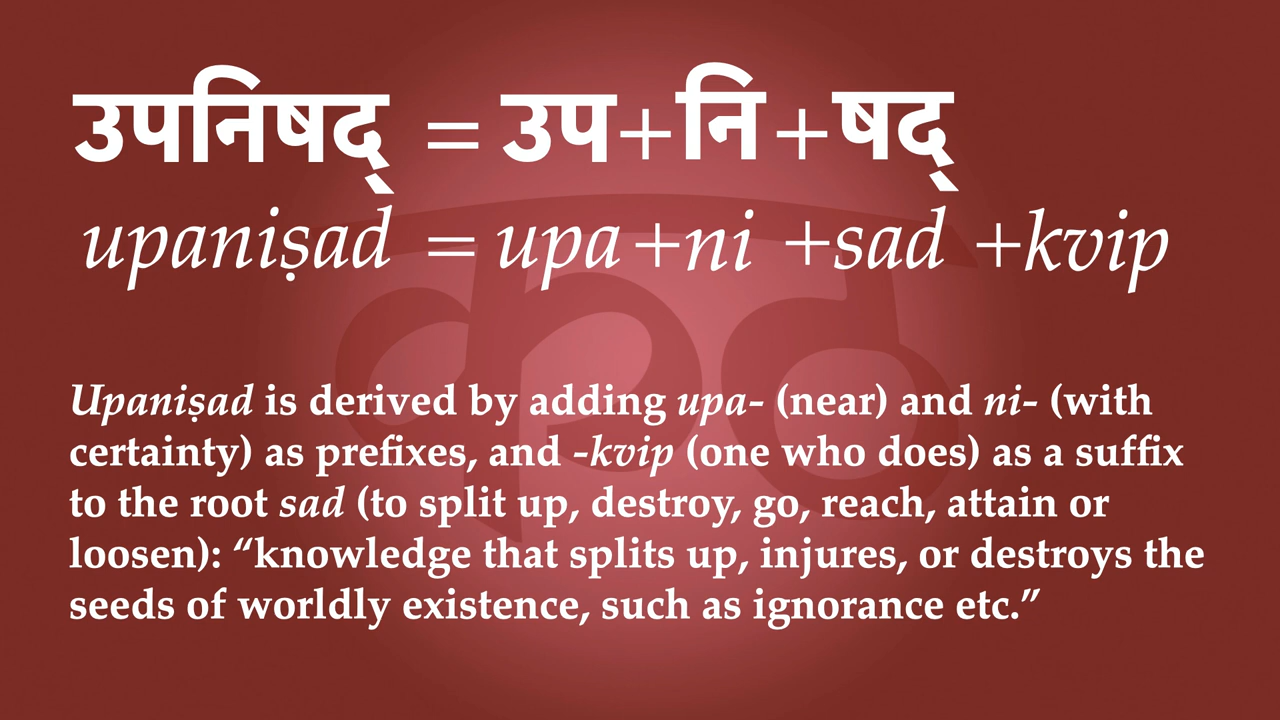 उपनिषद् = उप+नि+षद्
upaniṣad = upa+ni +sad +kvip
Upaniṣad is derived by adding upa- (near) and ni- (with
certainty) as prefixes, and -kvip (one who does) as a suffix
to the root sad (to split up, destroy, go, reach, attain or
loosen): “knowledge that splits up, injures, or destroys the
seeds of worldly existence, such as ignorance etc.”